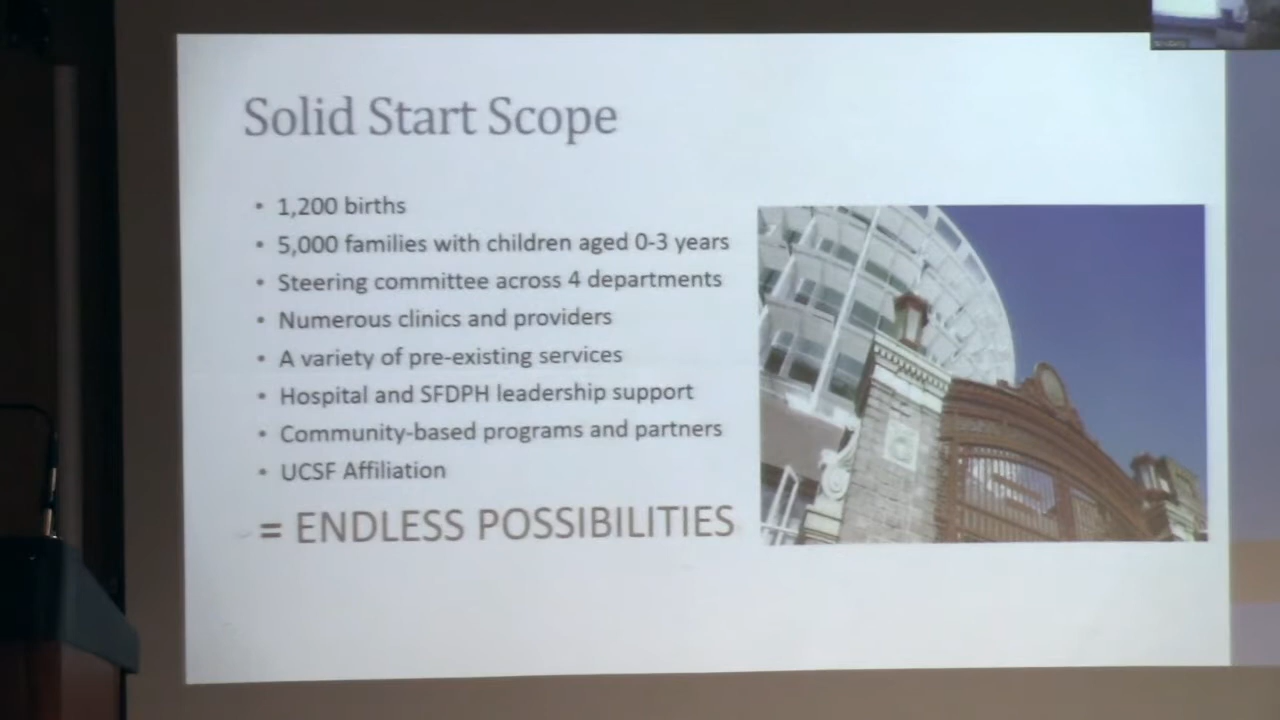 Solid Start Scope
• 1,200 births
• 5,000 families with children aged 0-3 years
• Steering committee across 4 departments
• Numerous clinics and providers
• A variety of pre-existing services
• Hospital and SFDPH leadership support
• Community-based programs and partners
• UCSF Affiliation
= ENDLESS POSSIBILITIES